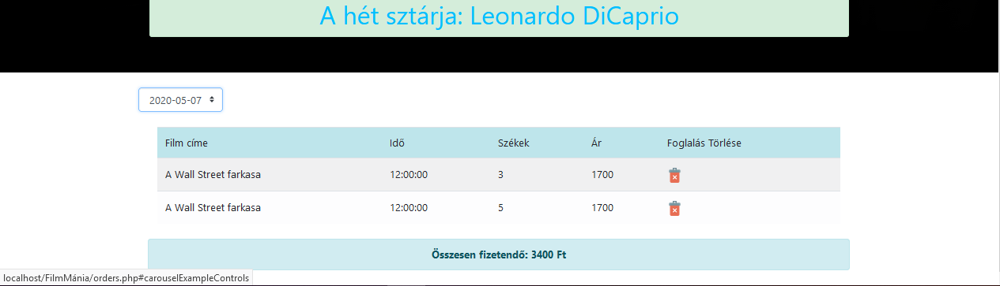 A hét sztárja: Leonardo DiCaprio
2020-05-07
Film címe Idő Székek Ár Foglalás Törlése
A Wall Street farkasa 12:00:00 3 1700
A Wall Street farkasa 12:00:00 5 1700
Összesen fizetendő: 3400 Ft
localhost/FilmMánia/orders.php#carouselExampleControls